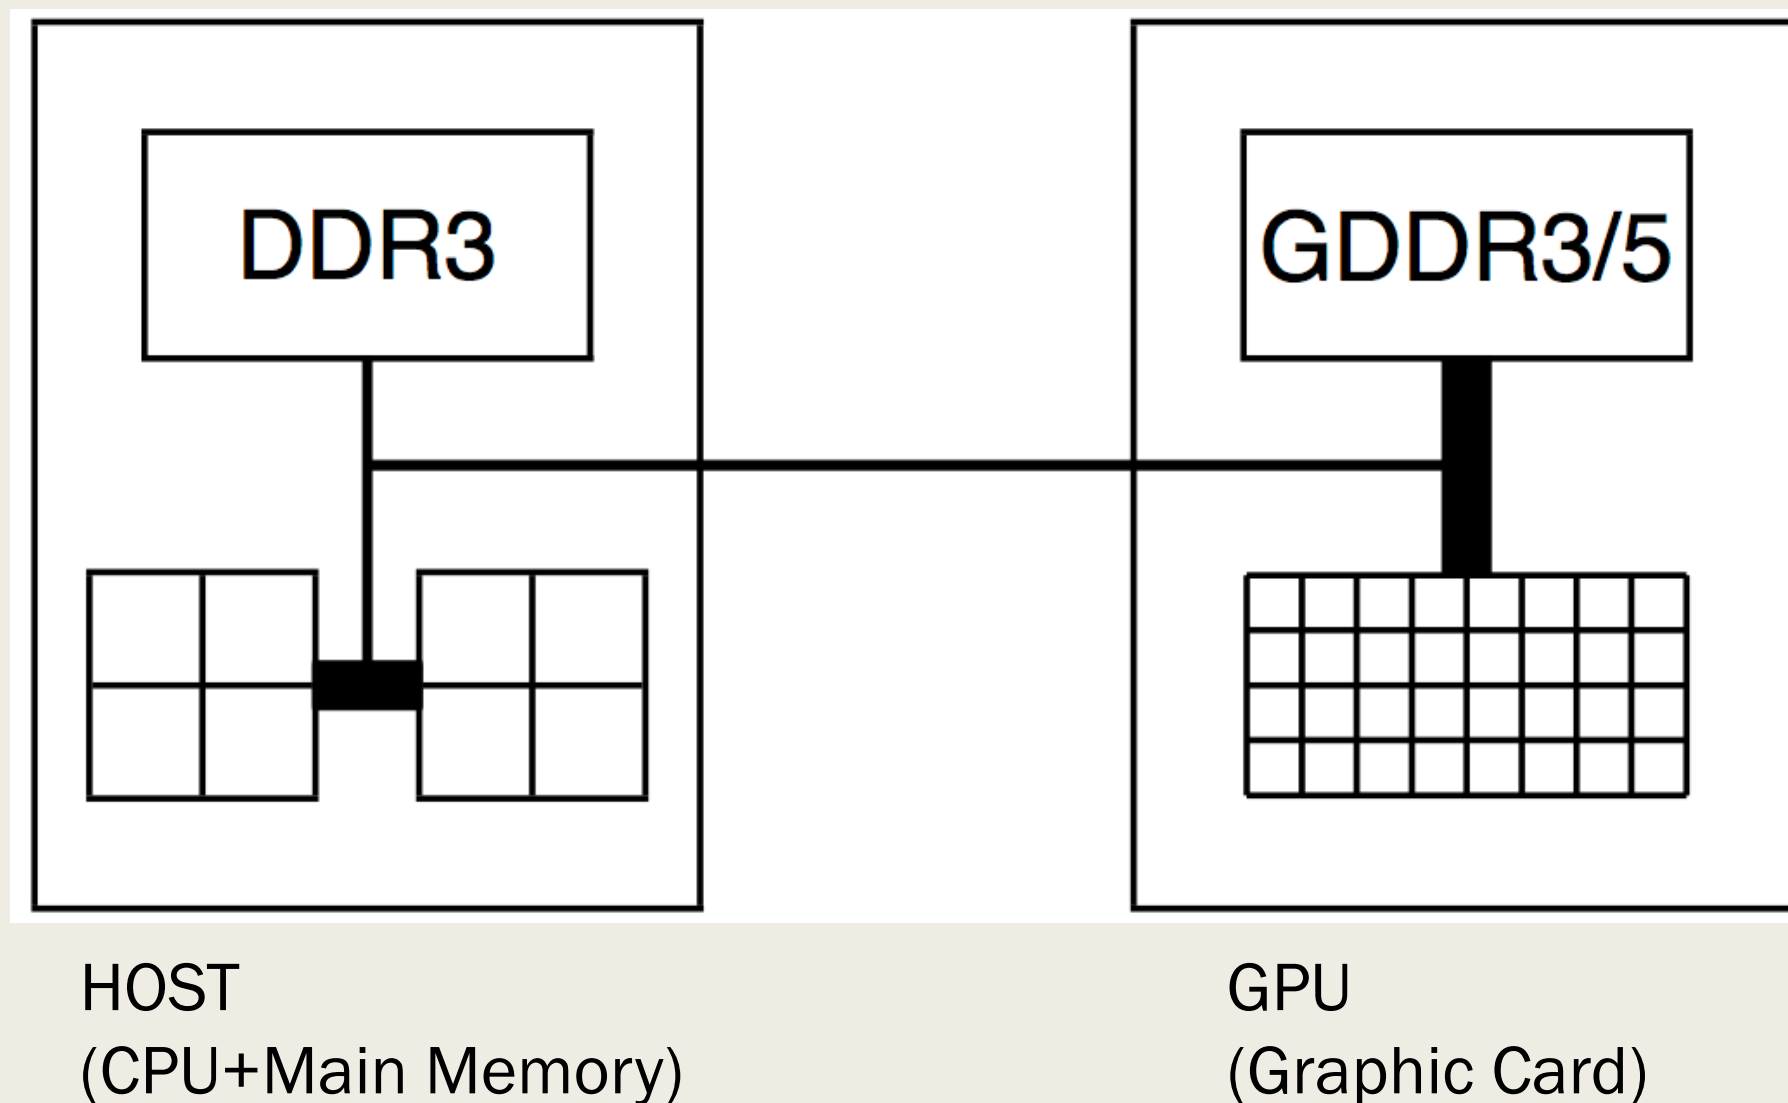 DDR3
GDDR3/5
HOST
(CPU+Main Memory)
GPU
(Graphic Card)